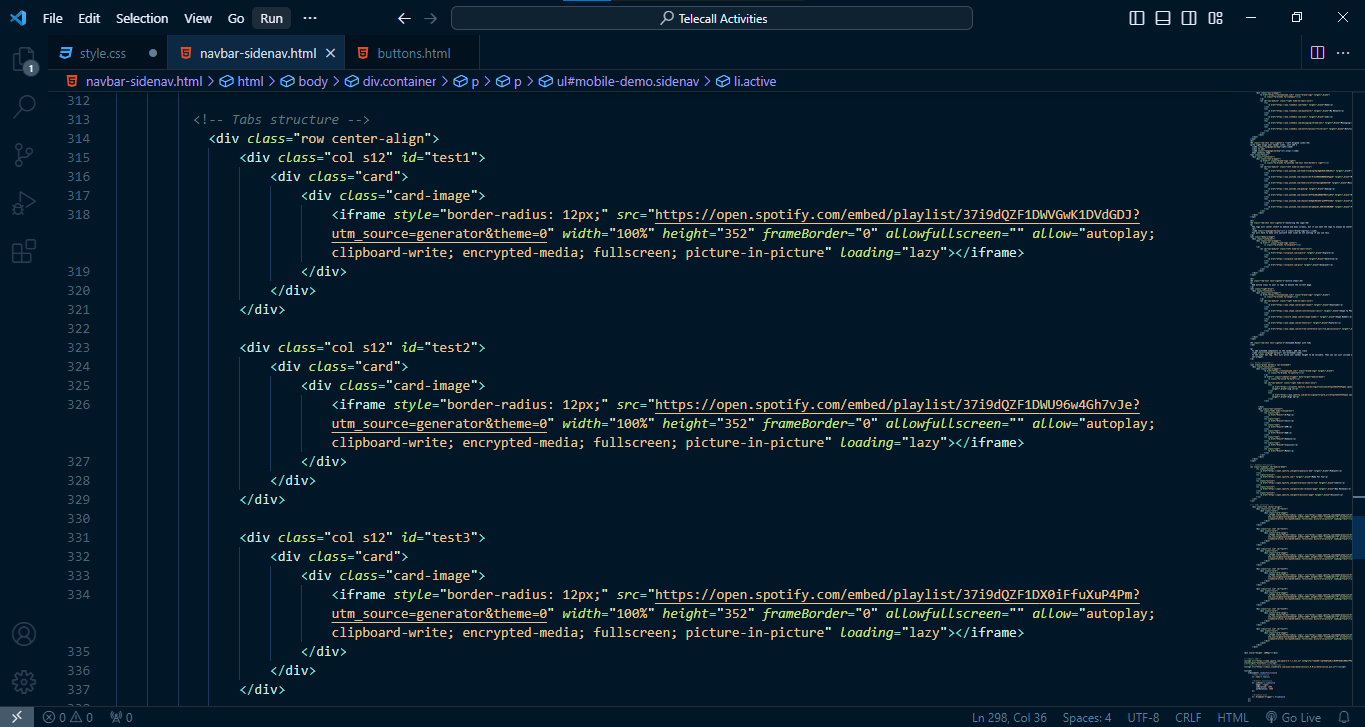 File Edit Selection View Go Run ··· Telecall Activities
style.css navbar-sidenav.html buttons.html
navbar-sidenav.html > html > body > div.container > p > p > ul#mobile-demo.sidenav > li.active
1
312
313 <!-- Tabs structure -->
314 <div class="row center-align">
315 <div class="col s12" id="test1">
316 <div class="card">
317 <div class="card-image">
318 <iframe style="border-radius: 12px;" src="https://open.spotify.com/embed/playlist/37i9dQZF1DWVGwK1DVdGDJ?
utm_source=generator&theme=0" width="100%" height="352" frameBorder="0" allowfullscreen="" allow="autoplay;
clipboard-write; encrypted-media; fullscreen; picture-in-picture" loading="lazy"></iframe>
319 </div>
320 </div>
321 </div>
322
323 <div class="col s12" id="test2">
324 <div class="card">
325 <div class="card-image">
326 <iframe style="border-radius: 12px;" src="https://open.spotify.com/embed/playlist/37i9dQZF1DWU96w4Gh7vJe?
utm_source=generator&theme=0" width="100%" height="352" frameBorder="0" allowfullscreen="" allow="autoplay;
clipboard-write; encrypted-media; fullscreen; picture-in-picture" loading="lazy"></iframe>
327 </div>
328 </div>
329 </div>
330
331 <div class="col s12" id="test3">
332 <div class="card">
333 <div class="card-image">
334 <iframe style="border-radius: 12px;" src="https://open.spotify.com/embed/playlist/37i9dQZF1DX0iFfuXuP4Pm?
utm_source=generator&theme=0" width="100%" height="352" frameBorder="0" allowfullscreen="" allow="autoplay;
clipboard-write; encrypted-media; fullscreen; picture-in-picture" loading="lazy"></iframe>
335 </div>
336 </div>
337 </div>
0 0 0 Ln 298, Col 36 Spaces: 4 UTF-8 CRLF HTML Go Live